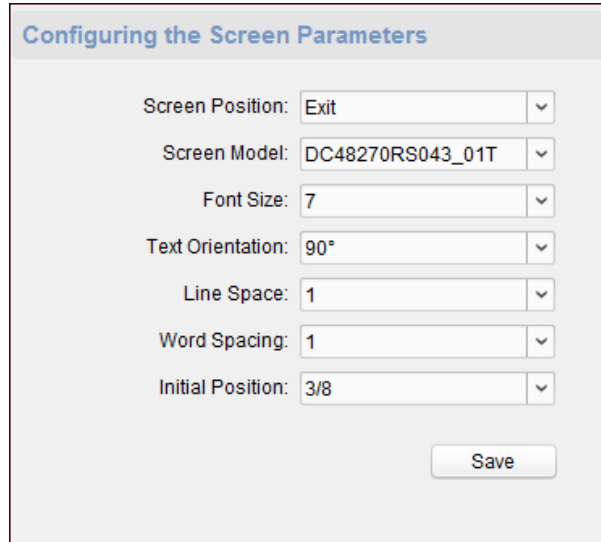 Configuring the Screen Parameters
Screen Position: Exit
Screen Model: DC48270RS043_01T
Font Size: 7
Text Orientation: 90°
Line Space: 1
Word Spacing: 1
Initial Position: 3/8
Save